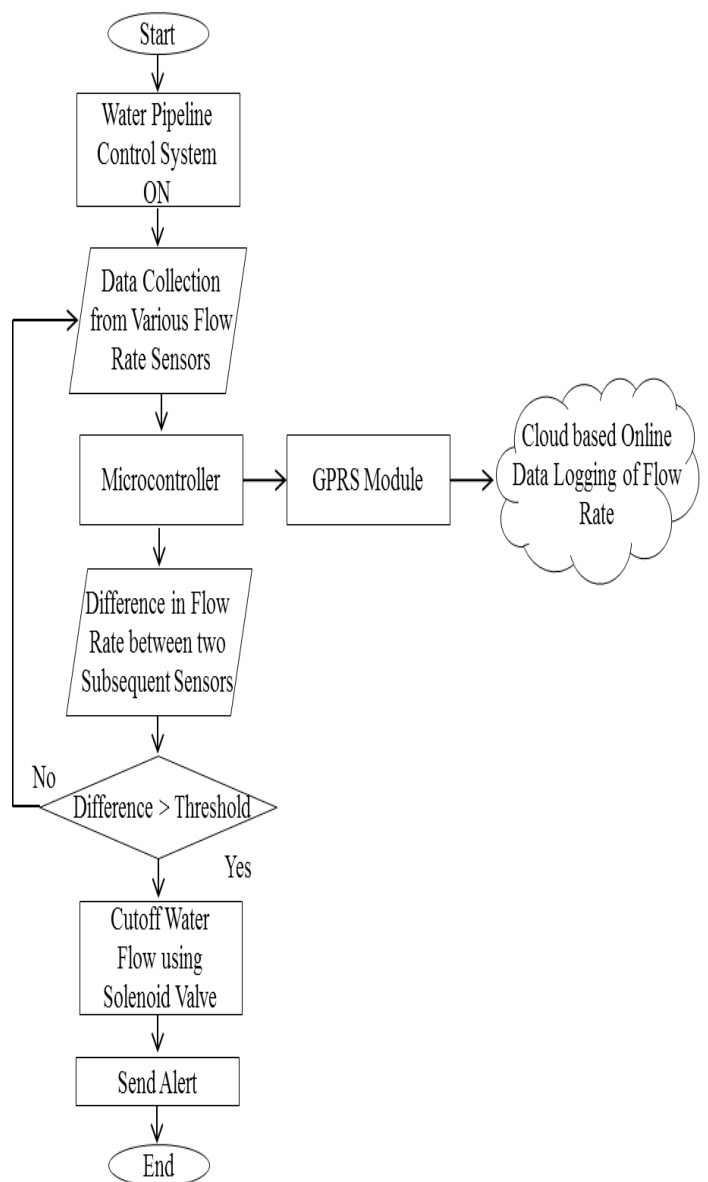 Start
Water Pipeline
Control System
ON
Data Collection
from Various Flow
Rate Sensors
Microcontroller
GPRS Module
Cloud based Online
Data Logging of Flow
Rate
Difference in Flow
Rate between two
Subsequent Sensors
No
Difference > Threshold
Yes
Cutoff Water
Flow using
Solenoid Valve
Send Alert
End